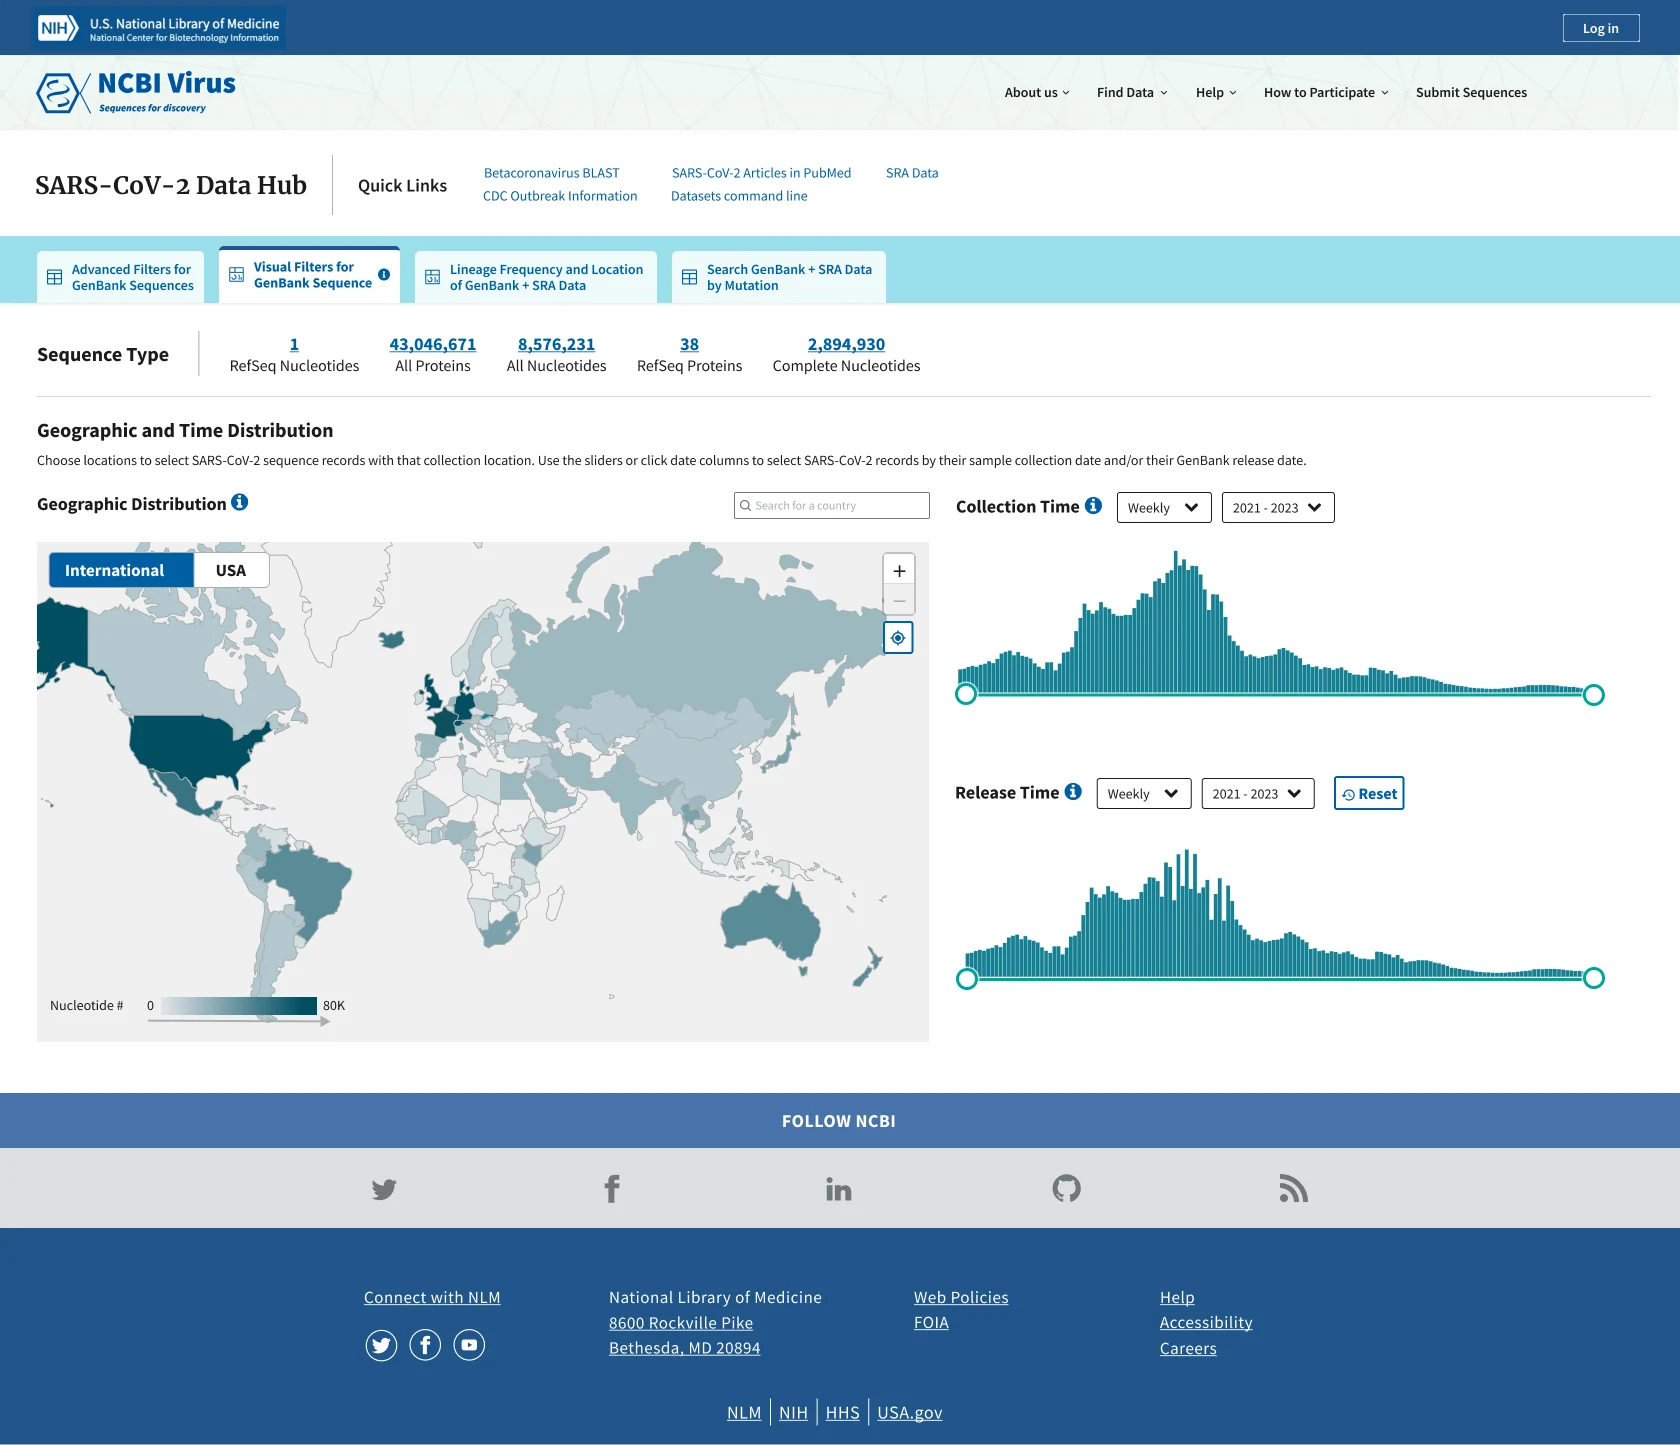 NIH
U.S. National Library of Medicine
National Center for Biotechnology Information
Log in
NCBI Virus
Sequences for discovery
About us
Find Data
Help
How to Participate
Submit Sequences
SARS-CoV-2 Data Hub
Quick Links
Betacoronavirus BLAST
SARS-CoV-2 Articles in PubMed
SRA Data
CDC Outbreak Information
Datasets command line
Advanced Filters for
GenBank Sequences
Visual Filters for
GenBank Sequence
Lineage Frequency and Location
of GenBank + SRA Data
Search GenBank + SRA Data
by Mutation
Sequence Type
1
RefSeq Nucleotides
43,046,671
All Proteins
8,576,231
All Nucleotides
38
RefSeq Proteins
2,894,930
Complete Nucleotides
Geographic and Time Distribution
Choose locations to select SARS-CoV-2 sequence records with that collection location. Use the sliders or click date columns to select SARS-CoV-2 records by their sample collection date and/or their GenBank release date.
Geographic Distribution
Search for a country
International
USA
Nucleotide #
0
80K
Collection Time
Weekly
2021 - 2023
Release Time
Weekly
2021 - 2023
Reset
FOLLOW NCBI
Connect with NLM
National Library of Medicine
8600 Rockville Pike
Bethesda, MD 20894
Web Policies
FOIA
Help
Accessibility
Careers
NLM
NIH
HHS
USA.gov